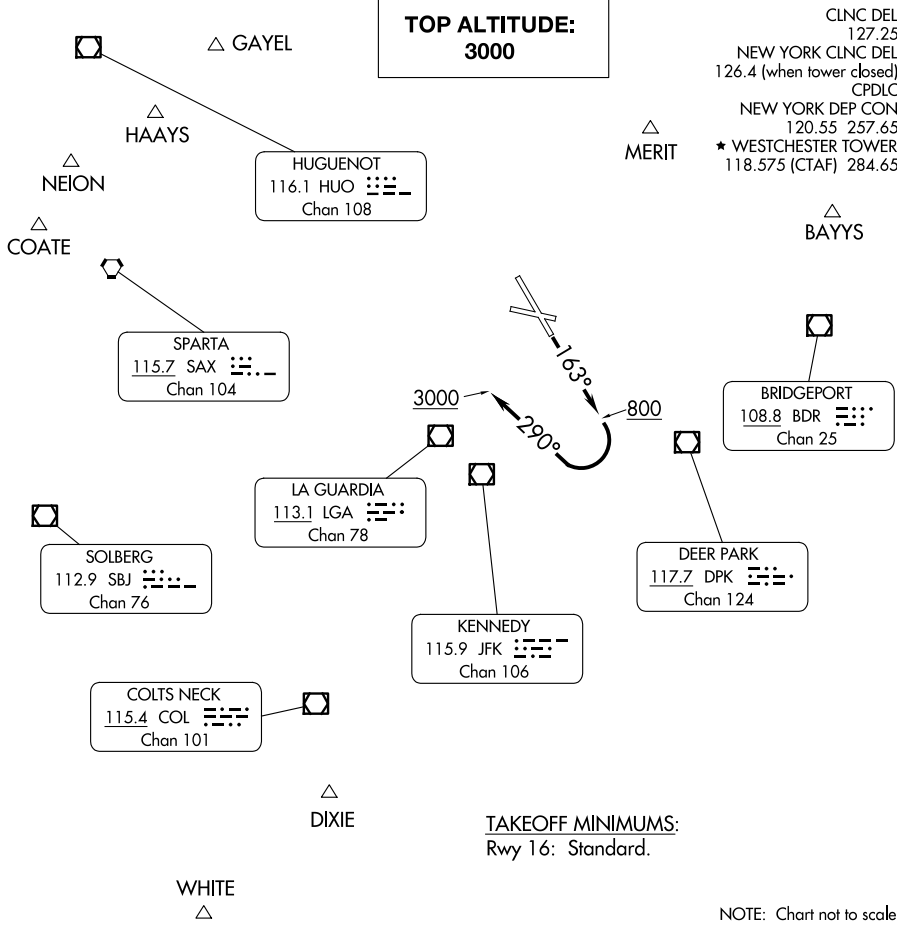 TOP ALTITUDE:
3000
CLNC DEL
127.25
NEW YORK CLNC DEL
126.4 (when tower closed)
CPDLC
NEW YORK DEP CON
120.55 257.65
★ WESTCHESTER TOWER
118.575 (CTAF) 284.65
GAYEL
HAAYS
NEION
COATE
MERIT
BAYYS
HUGUENOT
116.1 HUO
Chan 108
SPARTA
115.7 SAX
Chan 104
163°
800
290°
3000
BRIDGEPORT
108.8 BDR
Chan 25
LA GUARDIA
113.1 LGA
Chan 78
SOLBERG
112.9 SBJ
Chan 76
DEER PARK
117.7 DPK
Chan 124
KENNEDY
115.9 JFK
Chan 106
COLTS NECK
115.4 COL
Chan 101
DIXIE
TAKEOFF MINIMUMS:
Rwy 16: Standard.
WHITE
NOTE: Chart not to scale